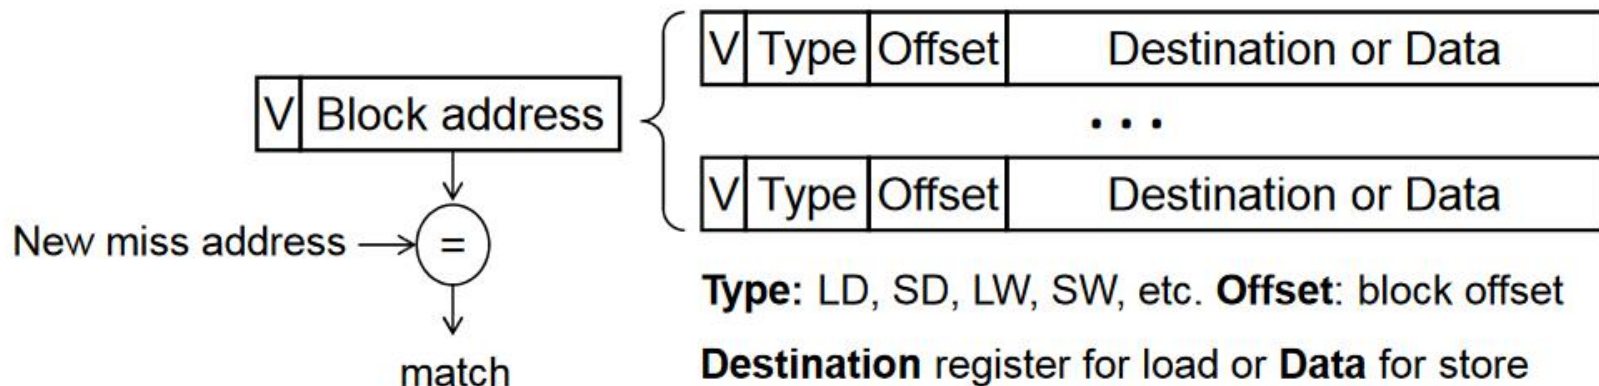 V Type Offset Destination or Data
V Block address
...
V Type Offset Destination or Data
New miss address
=
Type: LD, SD, LW, SW, etc. Offset: block offset
match
Destination register for load or Data for store